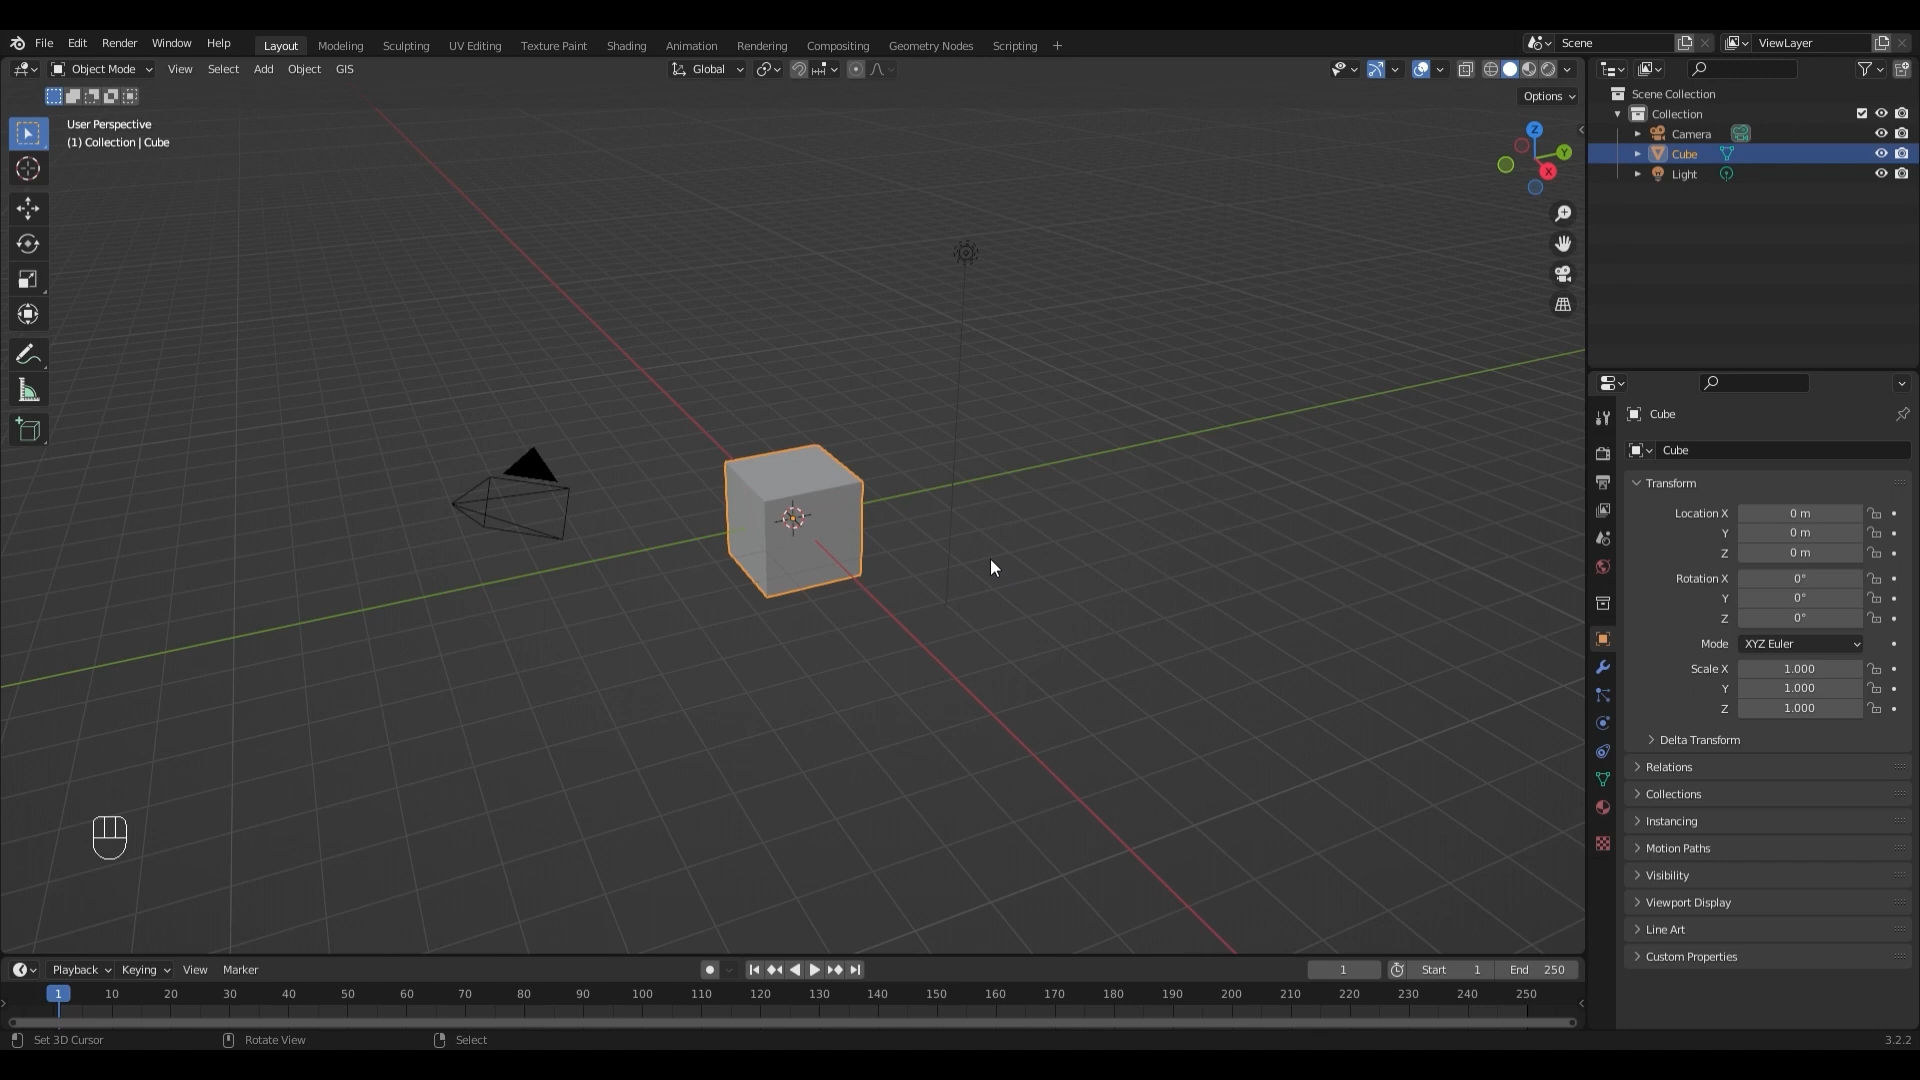 File Edit Render Window Help Layout Modeling Sculpting UV Editing Texture Paint Shading Animation Rendering Compositing Geometry Nodes Scripting + Scene ViewLayer
Object Mode View Select Add Object GIS Global
Options
User Perspective
(1) Collection | Cube
Z
Y
X
Scene Collection
Collection
Camera
Cube
Light
Cube
Cube
Transform
Location X 0 m
Y 0 m
Z 0 m
Rotation X 0°
Y 0°
Z 0°
Mode XYZ Euler
Scale X 1.000
Y 1.000
Z 1.000
Delta Transform
Relations
Collections
Instancing
Motion Paths
Visibility
Viewport Display
Line Art
Custom Properties
Playback Keying View Marker 1 Start 1 End 250
1 10 20 30 40 50 60 70 80 90 100 110 120 130 140 150 160 170 180 190 200 210 220 230 240 250
Set 3D Cursor Rotate View Select 3.2.2